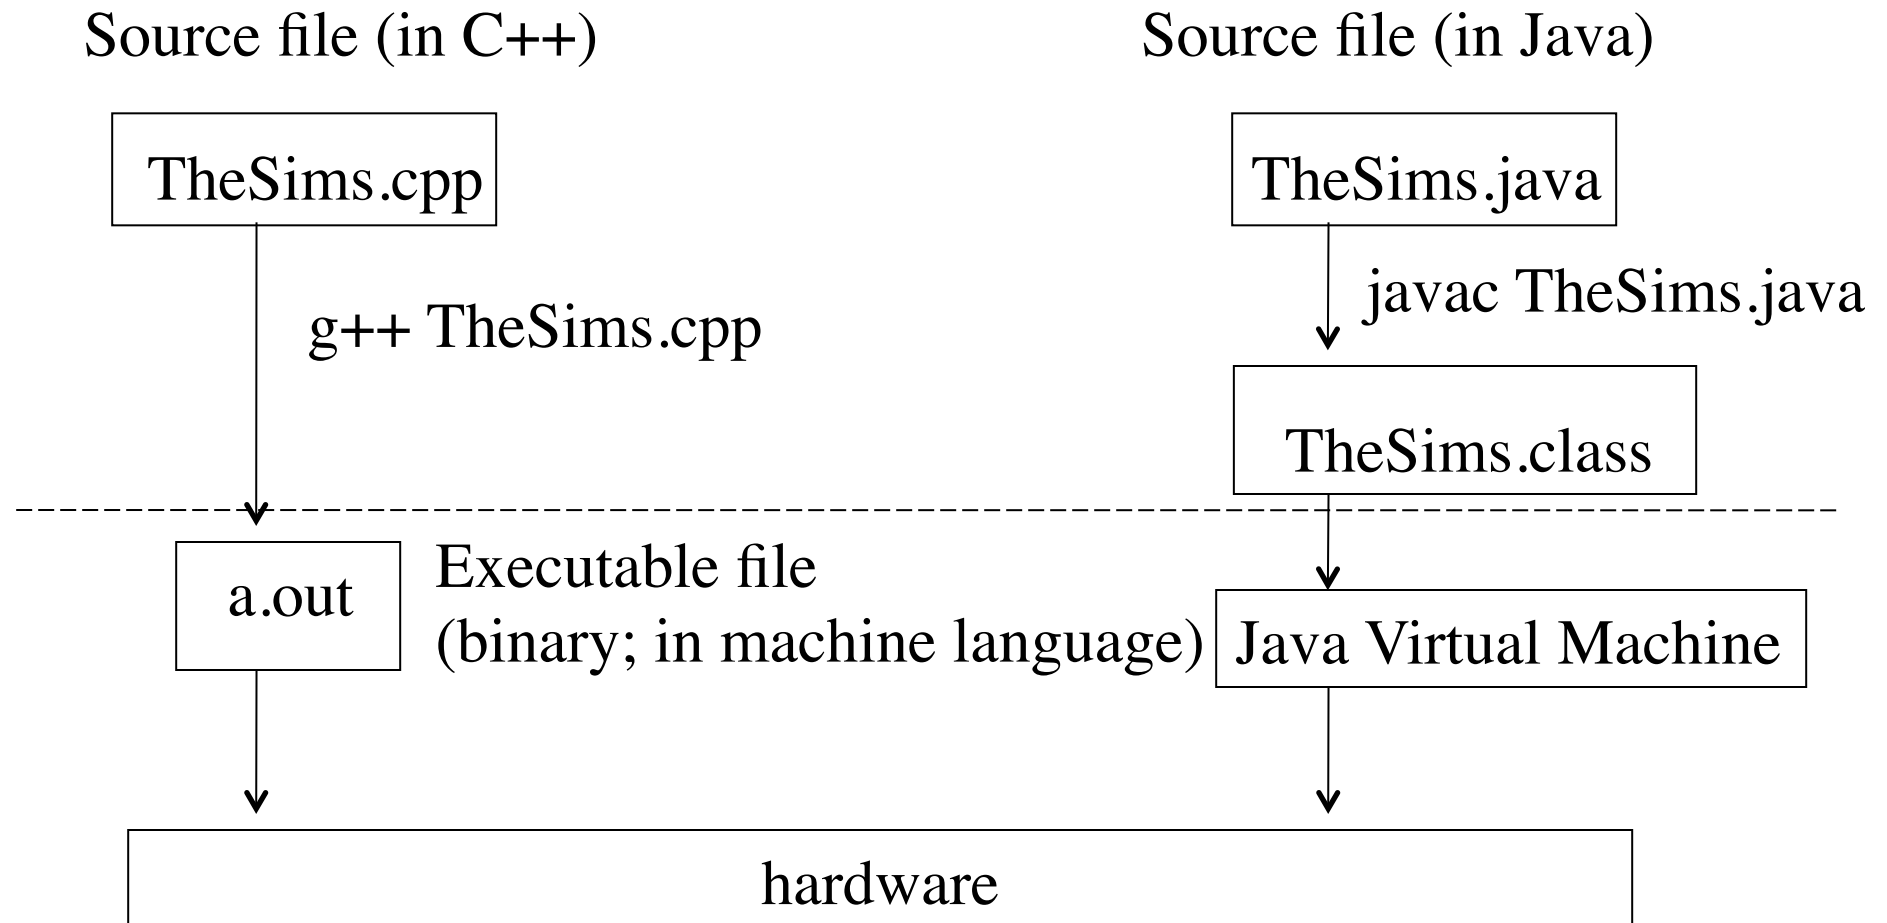 Source file (in C++)
Source file (in Java)
TheSims.cpp
TheSims.java
g++ TheSims.cpp
javac TheSims.java
TheSims.class
a.out
Executable file
(binary; in machine language)
Java Virtual Machine
hardware